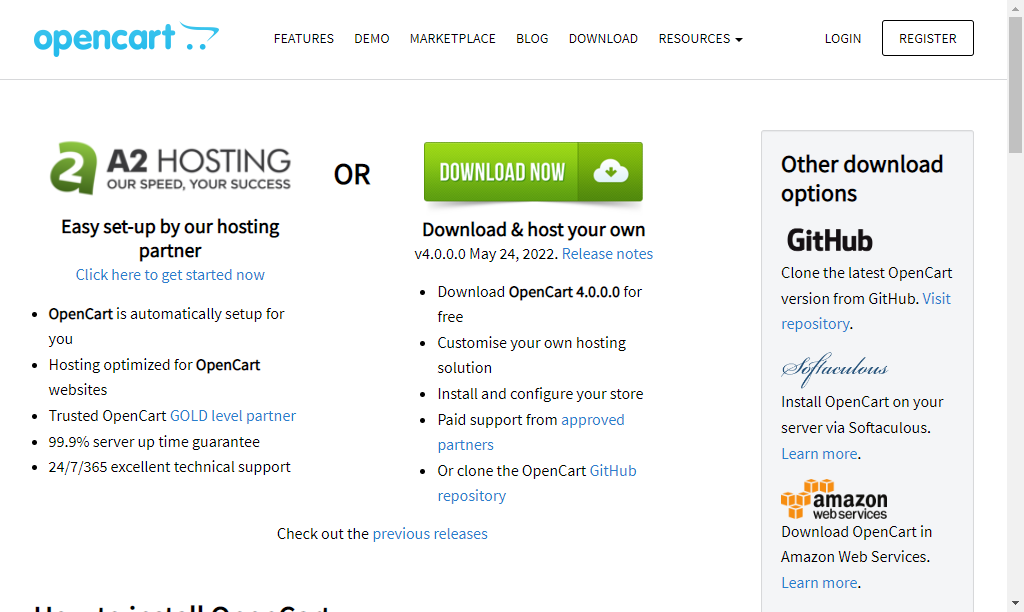 opencart
FEATURES
DEMO
MARKETPLACE
BLOG
DOWNLOAD
RESOURCES
LOGIN
REGISTER
A2 HOSTING
OUR SPEED, YOUR SUCCESS
Easy set-up by our hosting
partner
Click here to get started now
OpenCart is automatically setup for
you
Hosting optimized for OpenCart
websites
Trusted OpenCart GOLD level partner
99.9% server up time guarantee
24/7/365 excellent technical support
OR
DOWNLOAD NOW
Download & host your own
v4.0.0.0 May 24, 2022. Release notes
Download OpenCart 4.0.0.0 for
free
Customise your own hosting
solution
Install and configure your store
Paid support from approved
partners
Or clone the OpenCart GitHub
repository
Check out the previous releases
Other download
options
GitHub
Clone the latest OpenCart
version from GitHub. Visit
repository.
Softaculous
Install OpenCart on your
server via Softaculous.
Learn more.
amazon
web services
Download OpenCart in
Amazon Web Services.
Learn more.
How to install OpenCart